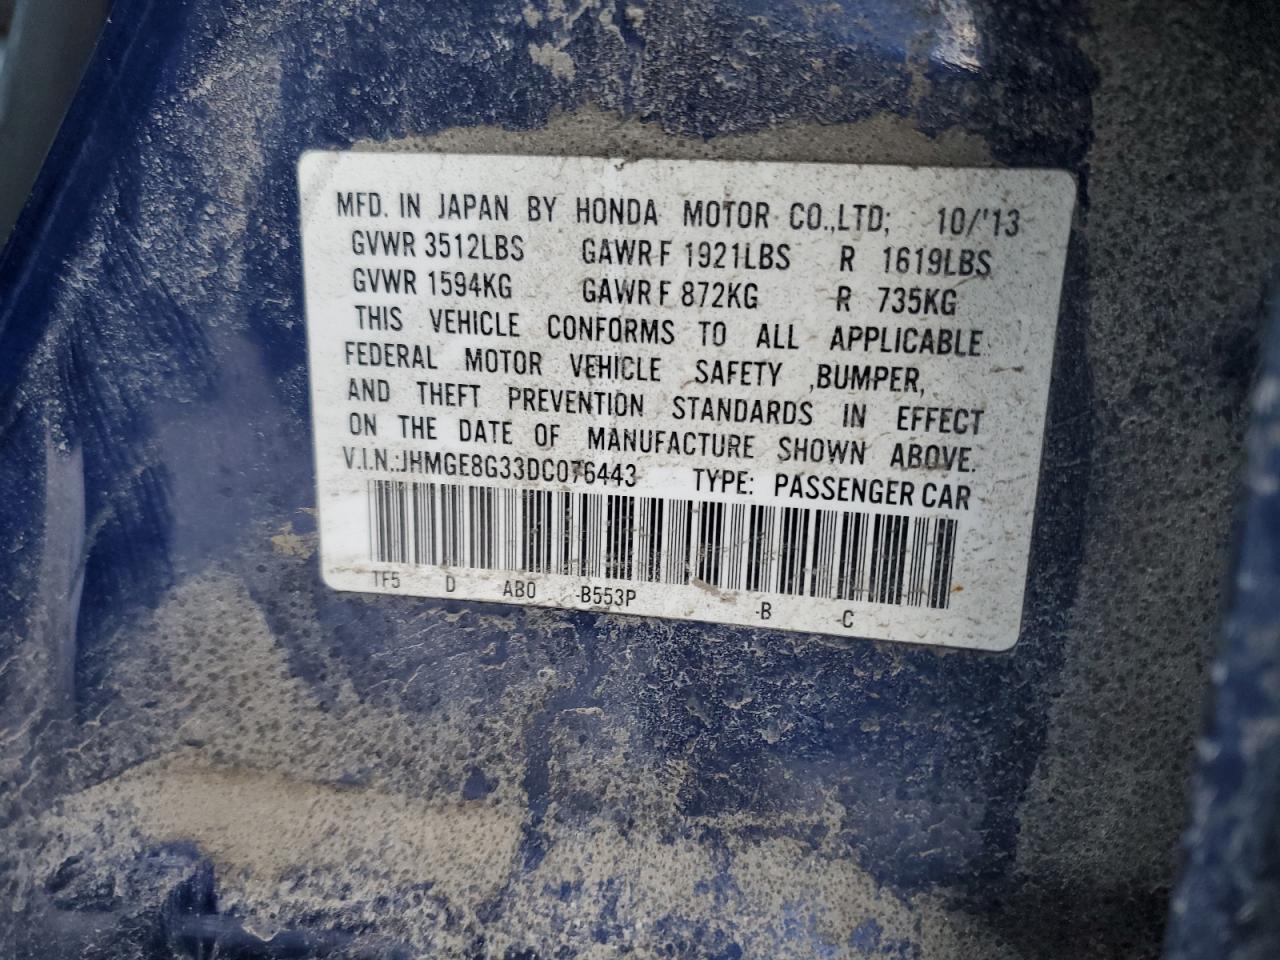 MFD. IN JAPAN BY HONDA MOTOR CO.,LTD; 10/'13
GVWR 3512LBS GAWR F 1921LBS R 1619LBS
GVWR 1594KG GAWR F 872KG R 735KG
THIS VEHICLE CONFORMS TO ALL APPLICABLE
FEDERAL MOTOR VEHICLE SAFETY ,BUMPER,
AND THEFT PREVENTION STANDARDS IN EFFECT
ON THE DATE OF MANUFACTURE SHOWN ABOVE.
V.I.N.:JHMGE8G33DC076443 TYPE: PASSENGER CAR
TF5 D AB0 -B553P -B -C